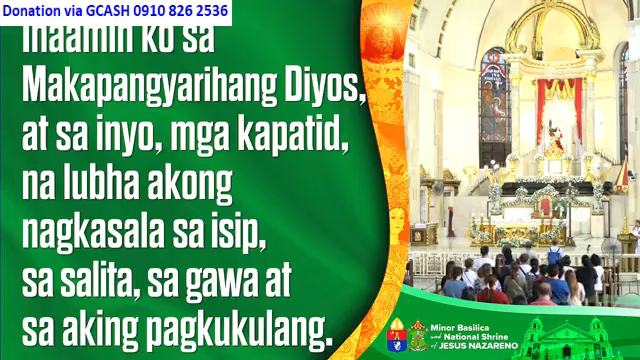 Donation via GCASH 0910 826 2536
Inaamin ko sa
Makapangyarihang Diyos,
at sa inyo, mga kapatid,
na lubha akong
nagkasala sa isip,
sa salita, sa gawa at
sa aking pagkukulang.
Minor Basilica
and National Shrine
of JESUS NAZARENO